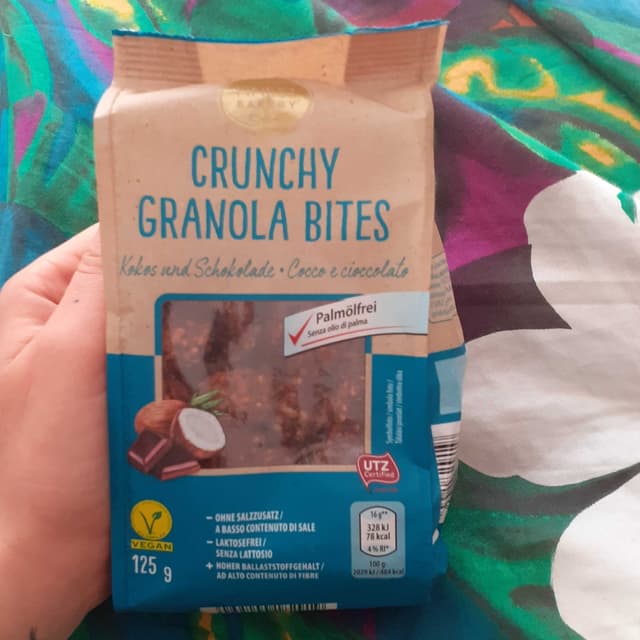 BAKERY
CRUNCHY
GRANOLA BITES
Kokos und Schokolade • Cocco e cioccolato
Palmölfrei
Senza olio di palma
UTZ
Certified
VEGAN
125 g
– OHNE SALZZUSATZ /
A BASSO CONTENUTO DI SALE
– LAKTOSEFREI /
SENZA LATTOSIO
+ HOHER BALLASTSTOFFGEHALT /
AD ALTO CONTENUTO DI FIBRE
16 g**
328 kJ
78 kcal
4 % RI*
100 g: